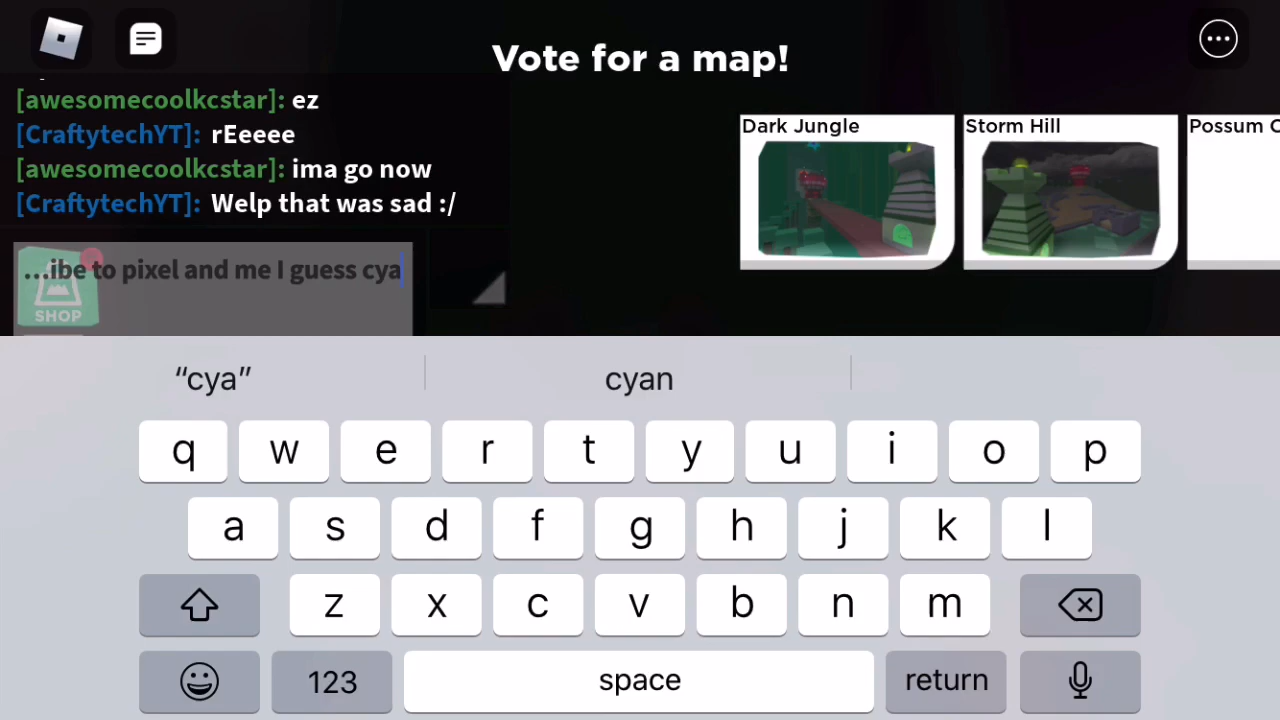 Vote for a map!
[awesomecoolkcstar]: ez
[CraftytechYT]: rEeeee
[awesomecoolkcstar]: ima go now
[CraftytechYT]: Welp that was sad :/
Dark Jungle
Storm Hill
Possum
...ibe to pixel and me I guess cya
SHOP
“cya” cyan
q w e r t y u i o p
a s d f g h j k l
z x c v b n m
123 space return